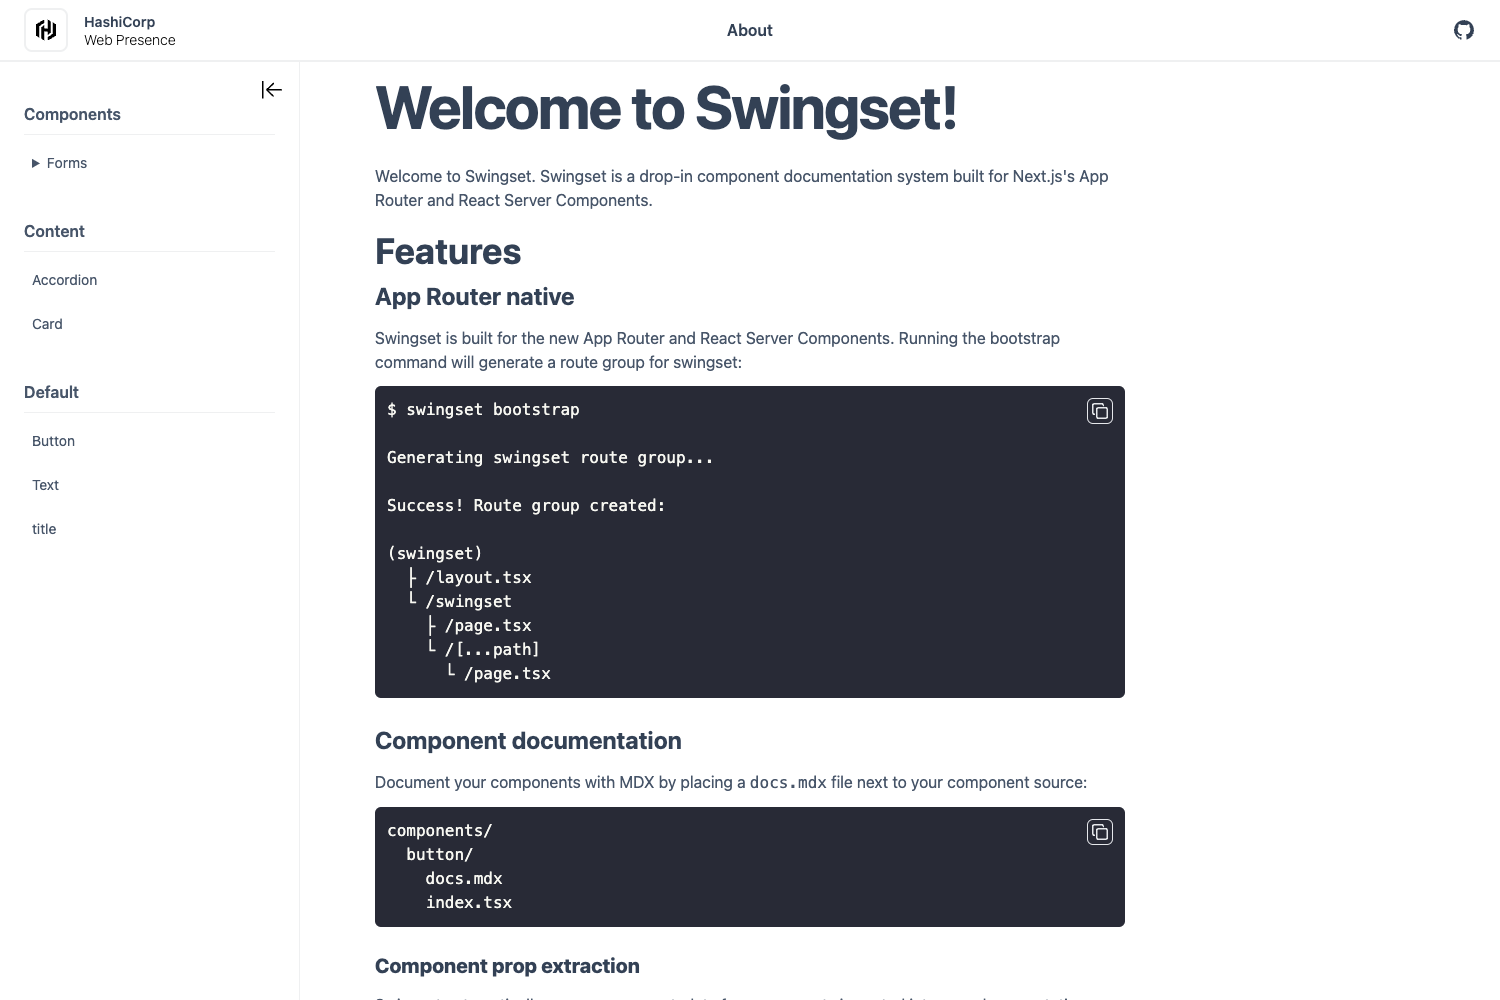 HashiCorp
Web Presence
About
Components
Forms
Content
Accordion
Card
Default
Button
Text
title
Welcome to Swingset!
Welcome to Swingset. Swingset is a drop-in component documentation system built for Next.js's App
Router and React Server Components.
Features
App Router native
Swingset is built for the new App Router and React Server Components. Running the bootstrap
command will generate a route group for swingset:
$ swingset bootstrap
Generating swingset route group...
Success! Route group created:
(swingset)
├ /layout.tsx
└ /swingset
├ /page.tsx
└ /[...path]
└ /page.tsx
Component documentation
Document your components with MDX by placing a docs.mdx file next to your component source:
components/
button/
docs.mdx
index.tsx
Component prop extraction